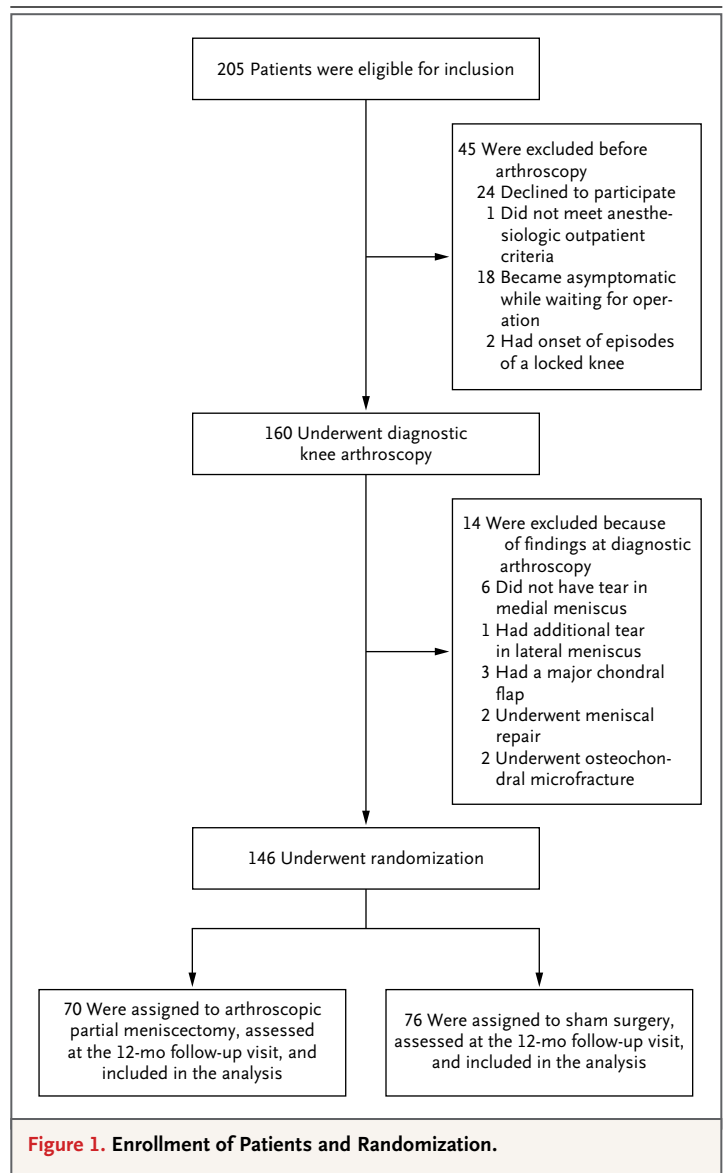 205 Patients were eligible for inclusion
45 Were excluded before
arthroscopy
24 Declined to participate
1 Did not meet anesthe-
siologic outpatient
criteria
18 Became asymptomatic
while waiting for oper-
ation
2 Had onset of episodes
of a locked knee
160 Underwent diagnostic
knee arthroscopy
14 Were excluded because
of findings at diagnostic
arthroscopy
6 Did not have tear in
medial meniscus
1 Had additional tear
in lateral meniscus
3 Had a major chondral
flap
2 Underwent meniscal
repair
2 Underwent osteochon-
dral microfracture
146 Underwent randomization
70 Were assigned to arthroscopic
partial meniscectomy, assessed
at the 12-mo follow-up visit, and
included in the analysis
76 Were assigned to sham surgery,
assessed at the 12-mo follow-up visit,
and included in the analysis
Figure 1. Enrollment of Patients and Randomization.